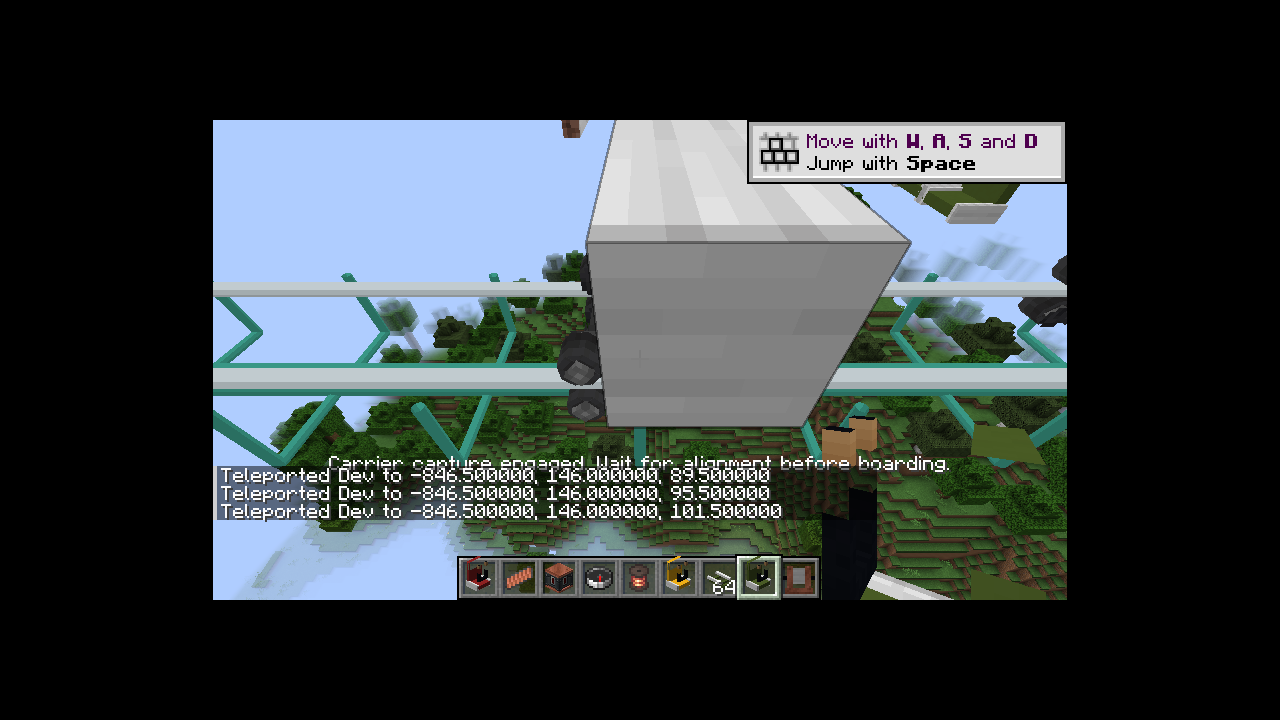 Move with W, A, S and D
Jump with Space
Carrier capture engaged. Wait for alignment before boarding.
Teleported Dev to -846.500000, 146.000000, 89.500000
Teleported Dev to -846.500000, 146.000000, 95.500000
Teleported Dev to -846.500000, 146.000000, 101.500000
64